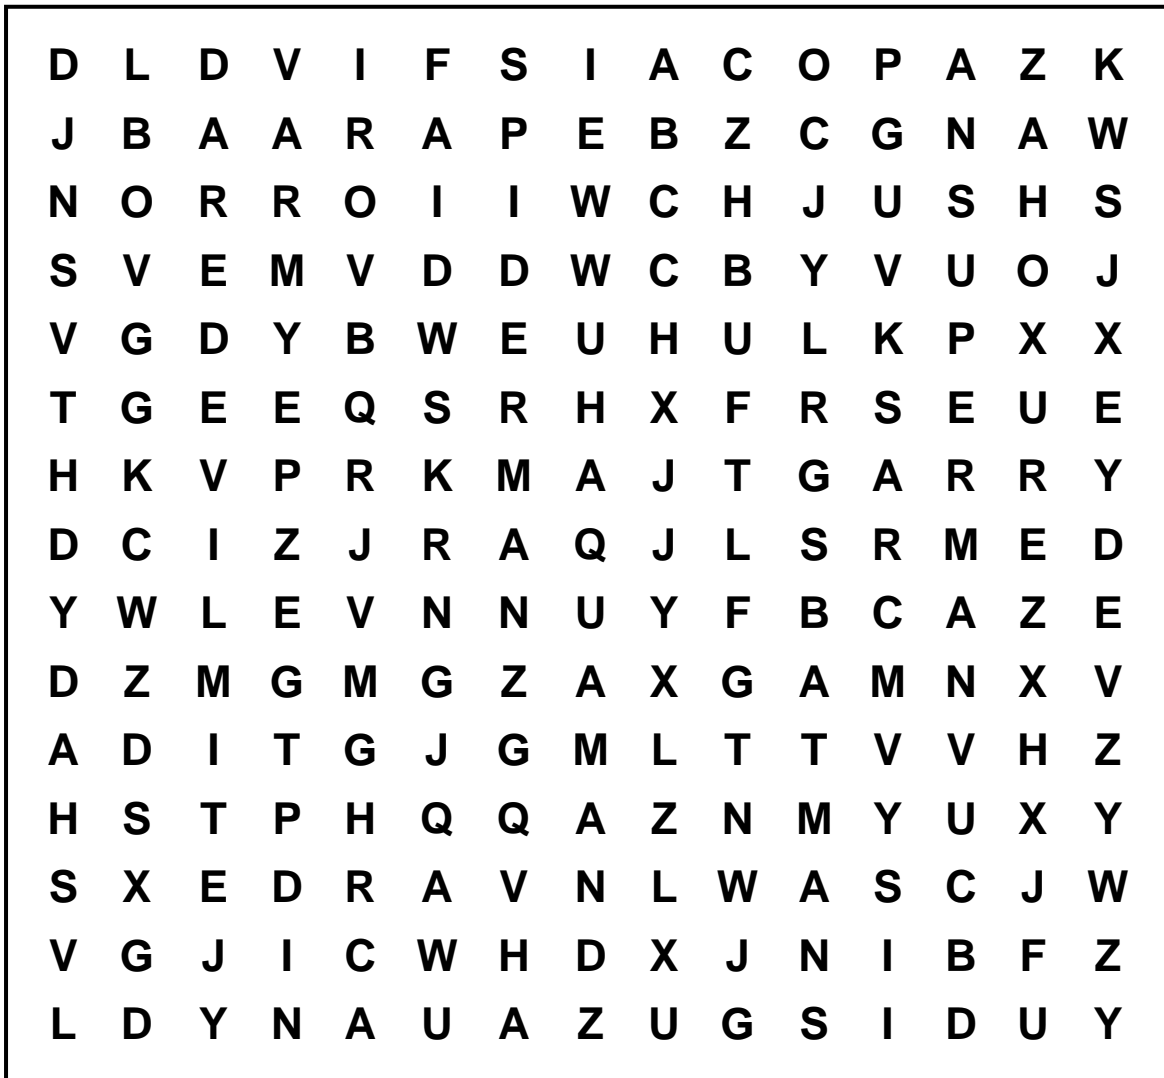 D L D V I F S I A C O P A Z K
J B A A R A P E B Z C G N A W
N O R R O I I W C H J U S H S
S V E M V D D W C B Y V U O J
V G D Y B W E U H U L K P X X
T G E E Q S R H X F R S E U E
H K V P R K M A J T G A R R Y
D C I Z J R A Q J L S R M E D
Y W L E V N N U Y F B C A Z E
D Z M G M G Z A X G A M N X V
A D I T G J G M L T T V V H Z
H S T P H Q Q A Z N M Y U X Y
S X E D R A V N L W A S C J W
V G J I C W H D X J N I B F Z
L D Y N A U A Z U G S I D U Y